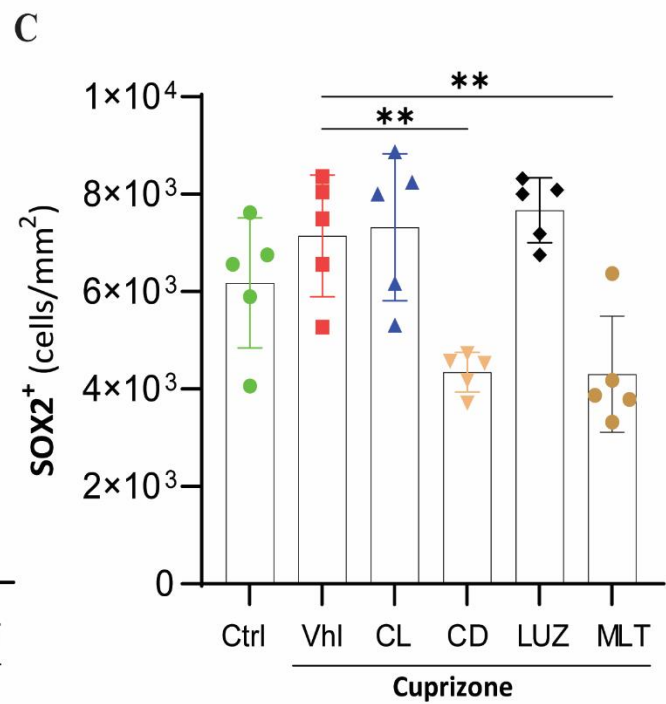 C
**
**
1×10⁴
8×10³
6×10³
4×10³
2×10³
0
SOX2⁺ (cells/mm²)
Ctrl Vhl CL CD LUZ MLT
Cuprizone